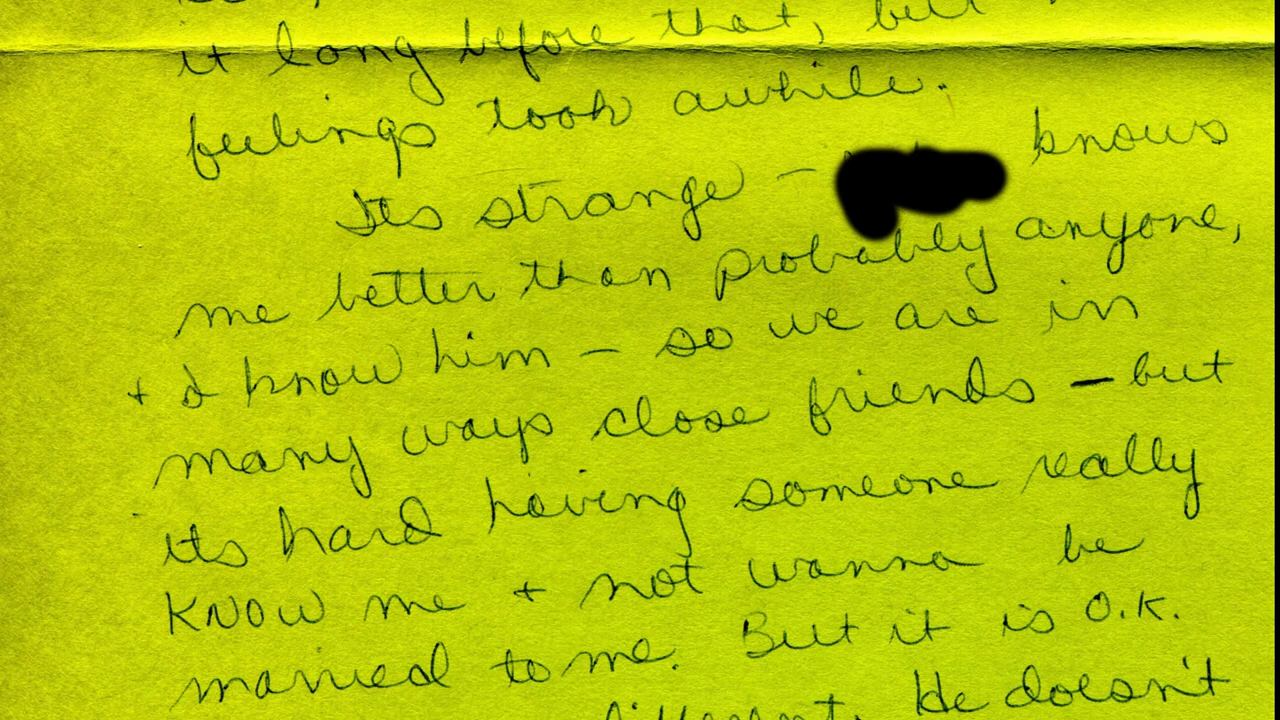 it long before that, but
feelings took awhile.
Its strange - knows
me better than probably anyone,
+ I know him - so we are in
many ways close friends - but
its hard having someone really
KNOW me + not wanna be
married to me. But it is O.K.
different. He doesn't